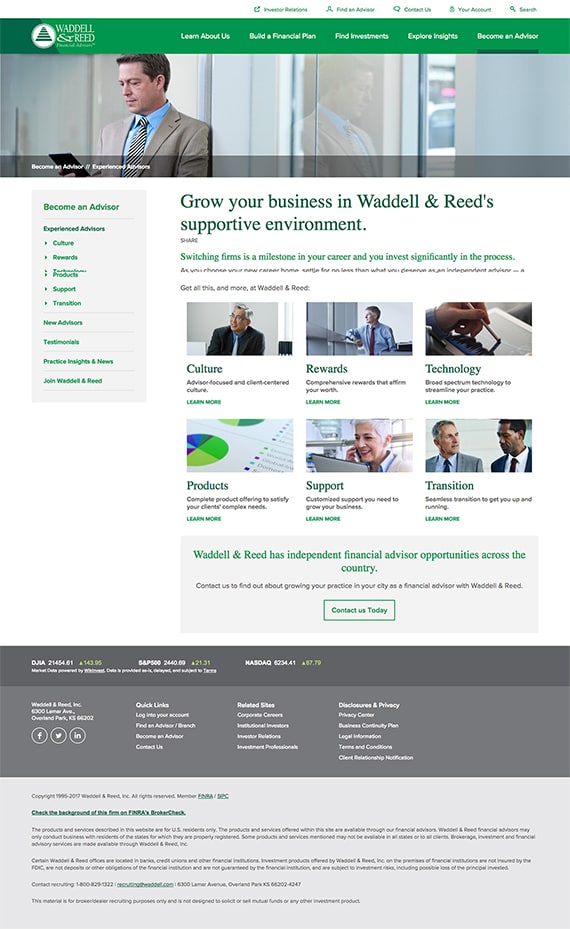 Investor Relations Find an Advisor Contact Us Your Account Search
WADDELL
& REED
Financial Advisors
Learn About Us Build a Financial Plan Find Investments Explore Insights Become an Advisor
Become an Advisor // Experienced Advisors
Become an Advisor
Experienced Advisors
Culture
Rewards
Technology
Products
Support
Transition
New Advisors
Testimonials
Practice Insights & News
Join Waddell & Reed
Grow your business in Waddell & Reed's
supportive environment.
SHARE
Switching firms is a milestone in your career and you invest significantly in the process.
As you choose your new career home, settle for no less than what you deserve as an independent advisor — a
Get all this, and more, at Waddell & Reed:
Culture
Advisor-focused and client-centered
culture.
LEARN MORE
Rewards
Comprehensive rewards that affirm
your worth.
LEARN MORE
Technology
Broad spectrum technology to
streamline your practice.
LEARN MORE
Products
Complete product offering to satisfy
your clients' complex needs.
LEARN MORE
Support
Customized support you need to
grow your business.
LEARN MORE
Transition
Seamless transition to get you up and
running.
LEARN MORE
Waddell & Reed has independent financial advisor opportunities across the
country.
Contact us to find out about growing your practice in your city as a financial advisor with Waddell & Reed.
Contact us Today
DJIA 21454.61 ▲143.95 S&P500 2440.69 ▲21.31 NASDAQ 6234.41 ▲87.79
Market Data powered by Wikinvest. Data is provided as-is, delayed, and subject to Terms
Waddell & Reed, Inc.
6300 Lamar Ave.,
Overland Park, KS 66202
Quick Links
Log into your account
Find an Advisor / Branch
Become an Advisor
Contact Us
Related Sites
Corporate Careers
Institutional Investors
Investor Relations
Investment Professionals
Disclosures & Privacy
Privacy Center
Business Continuity Plan
Legal Information
Terms and Conditions
Client Relationship Notification
Copyright 1995-2017 Waddell & Reed, Inc. All rights reserved. Member FINRA / SIPC
Check the background of this firm on FINRA's BrokerCheck.
The products and services described in this website are for U.S. residents only. The products and services offered within this site are available through our financial advisors. Waddell & Reed financial advisors may
only conduct business with residents of the states for which they are properly registered. Some products and services mentioned may not be available in all states or to all clients. Brokerage, investment and financial
advisory services are made available through Waddell & Reed, Inc.
Certain Waddell & Reed offices are located in banks, credit unions and other financial institutions. Investment products offered by Waddell & Reed, Inc. on the premises of financial institutions are not insured by the
FDIC, are not deposits or other obligations of the financial institution and are not guaranteed by the financial institution, and are subject to investment risks, including possible loss of the principal invested.
Contact recruiting: 1-800-829-1322 | recruiting@waddell.com | 6300 Lamar Avenue, Overland Park KS 66202-4247
This material is for broker/dealer recruiting purposes only and is not designed to solicit or sell mutual funds or any other investment product.